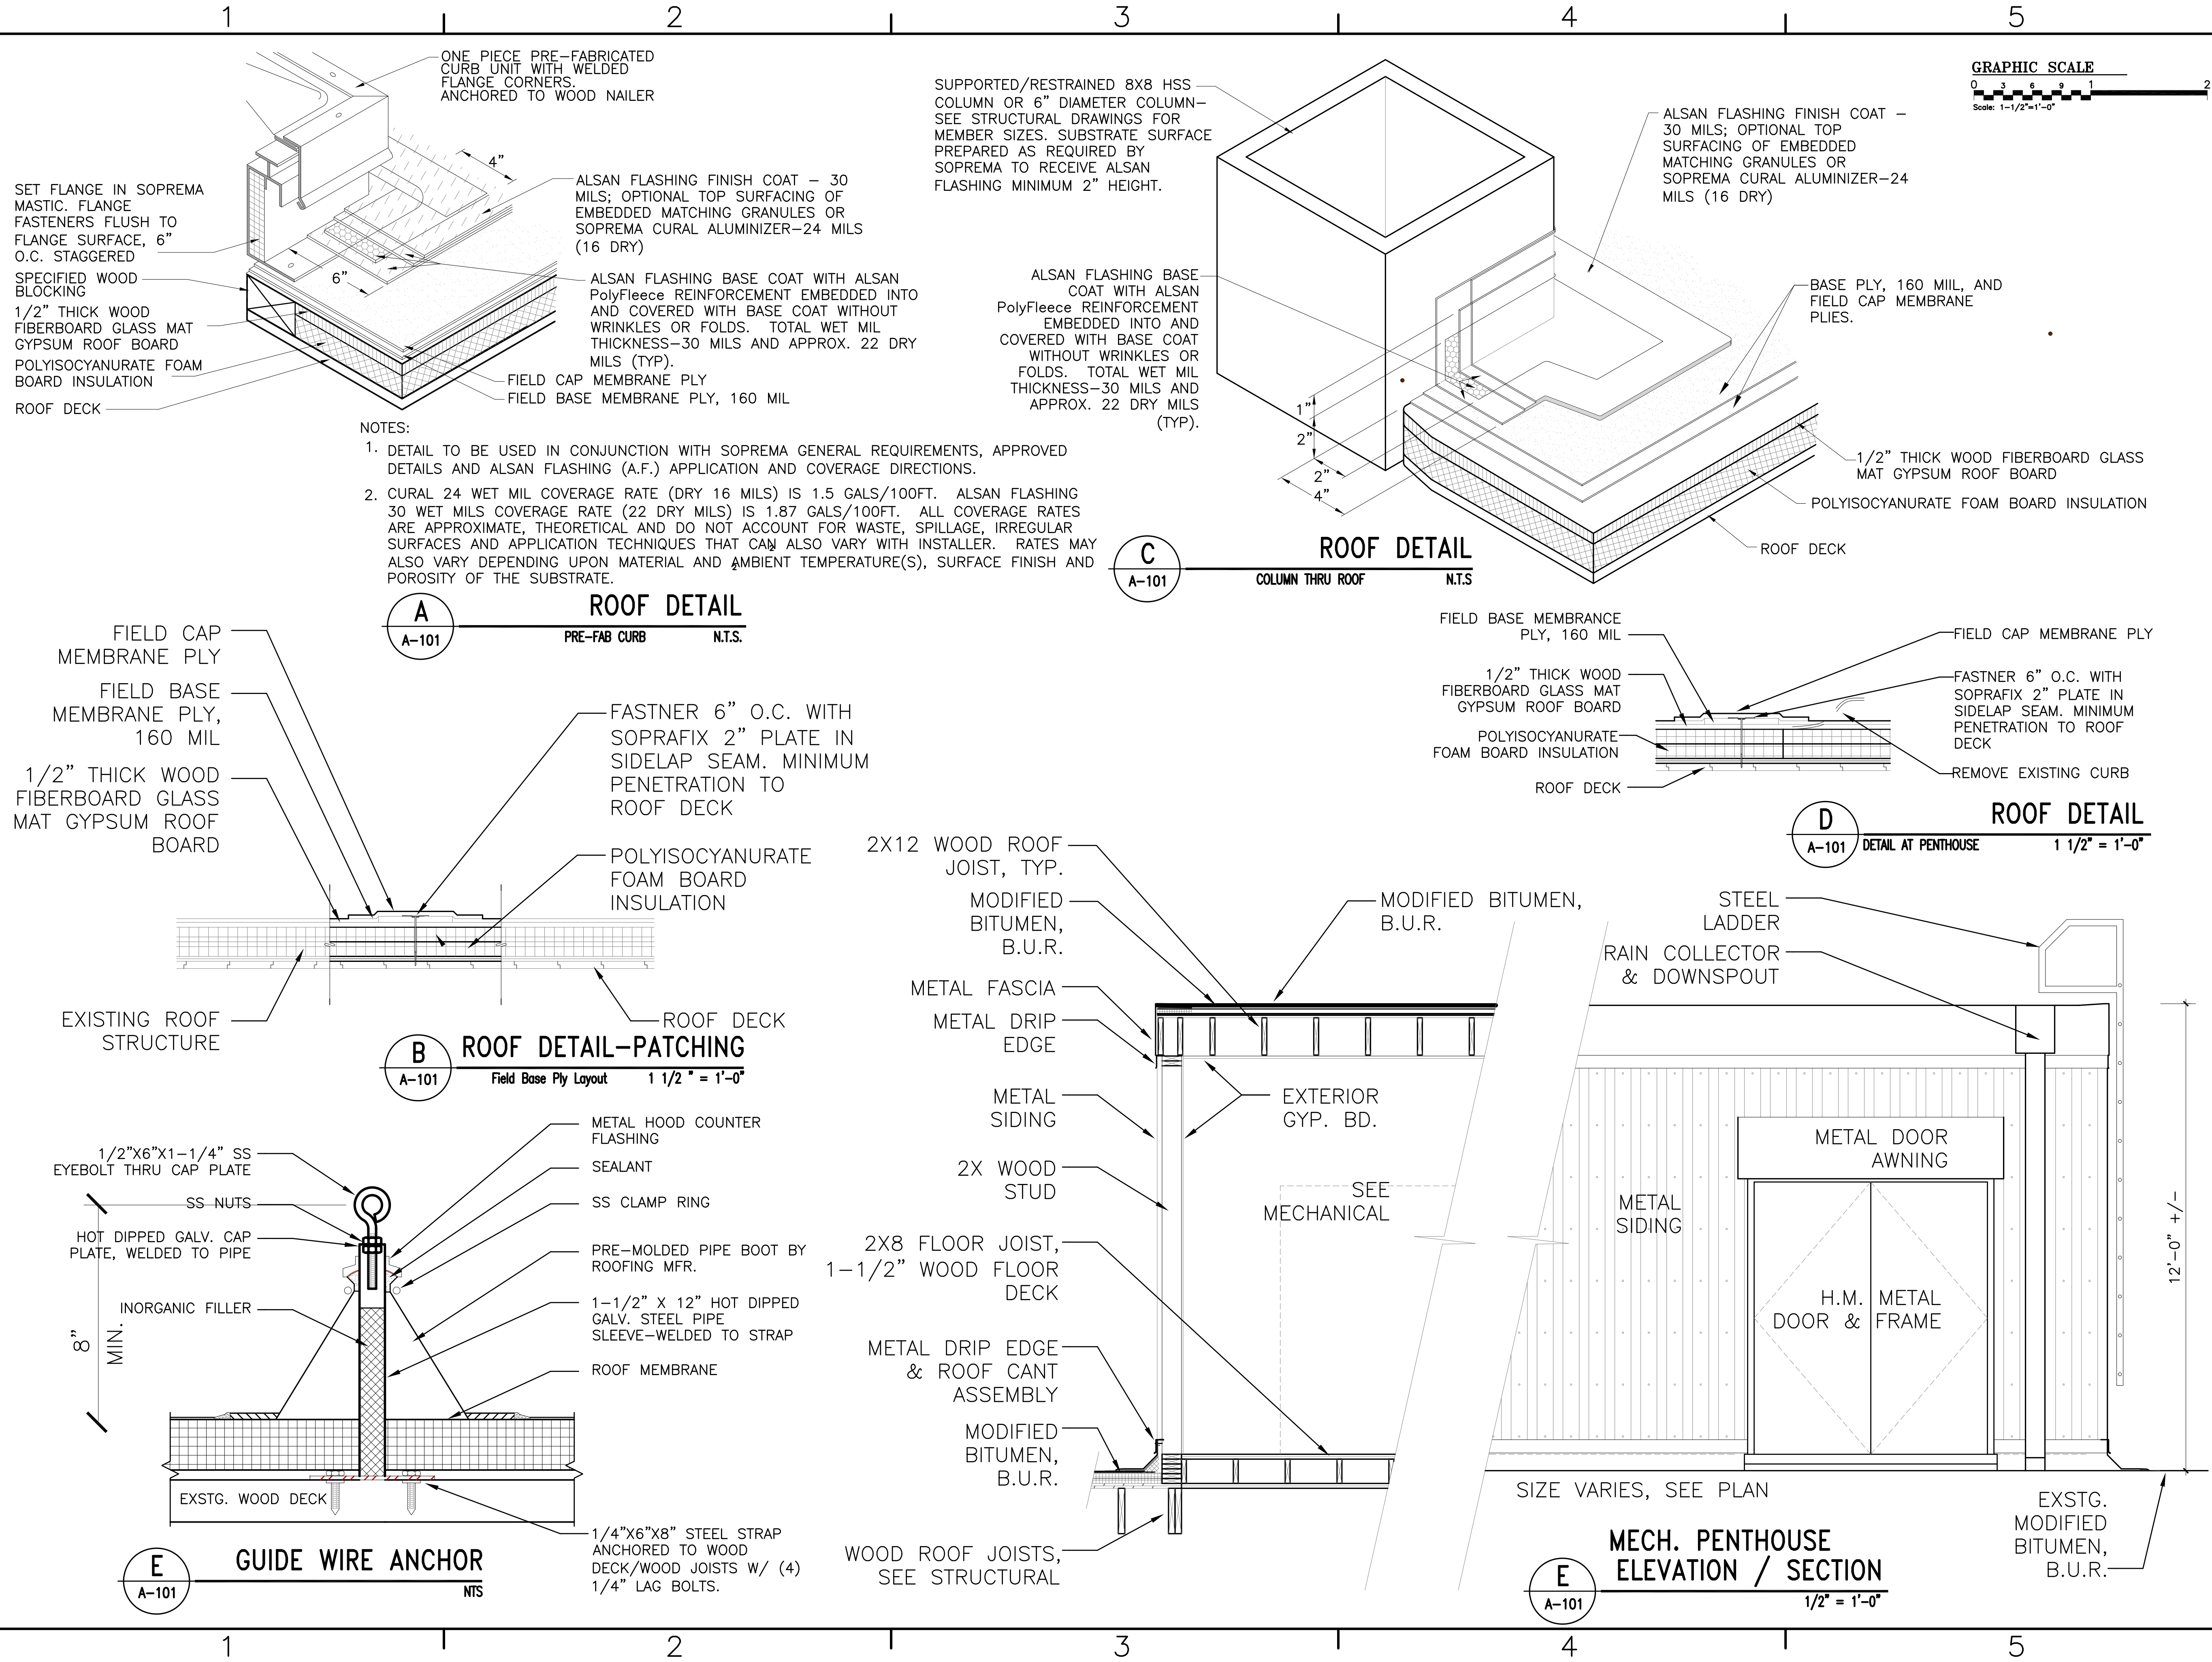 1 2 3 4 5
ONE PIECE PRE-FABRICATED
CURB UNIT WITH WELDED
FLANGE CORNERS.
ANCHORED TO WOOD NAILER
4"
ALSAN FLASHING FINISH COAT - 30
MILS; OPTIONAL TOP SURFACING OF
EMBEDDED MATCHING GRANULES OR
SOPREMA CURAL ALUMINIZER-24 MILS
(16 DRY)
SET FLANGE IN SOPREMA
MASTIC. FLANGE
FASTENERS FLUSH TO
FLANGE SURFACE, 6"
O.C. STAGGERED
SPECIFIED WOOD
BLOCKING
1/2" THICK WOOD
FIBERBOARD GLASS MAT
GYPSUM ROOF BOARD
POLYISOCYANURATE FOAM
BOARD INSULATION
ROOF DECK
6"
ALSAN FLASHING BASE COAT WITH ALSAN
PolyFleece REINFORCEMENT EMBEDDED INTO
AND COVERED WITH BASE COAT WITHOUT
WRINKLES OR FOLDS. TOTAL WET MIL
THICKNESS-30 MILS AND APPROX. 22 DRY
MILS (TYP).
FIELD CAP MEMBRANE PLY
FIELD BASE MEMBRANE PLY, 160 MIL
NOTES:
1. DETAIL TO BE USED IN CONJUNCTION WITH SOPREMA GENERAL REQUIREMENTS, APPROVED
DETAILS AND ALSAN FLASHING (A.F.) APPLICATION AND COVERAGE DIRECTIONS.
2. CURAL 24 WET MIL COVERAGE RATE (DRY 16 MILS) IS 1.5 GALS/100FT. ALSAN FLASHING
30 WET MILS COVERAGE RATE (22 DRY MILS) IS 1.87 GALS/100FT. ALL COVERAGE RATES
ARE APPROXIMATE, THEORETICAL AND DO NOT ACCOUNT FOR WASTE, SPILLAGE, IRREGULAR
SURFACES AND APPLICATION TECHNIQUES THAT CAN ALSO VARY WITH INSTALLER. RATES MAY
2
ALSO VARY DEPENDING UPON MATERIAL AND AMBIENT TEMPERATURE(S), SURFACE FINISH AND
2
POROSITY OF THE SUBSTRATE.
A
A-101
ROOF DETAIL
PRE-FAB CURB N.T.S.
SUPPORTED/RESTRAINED 8X8 HSS
COLUMN OR 6" DIAMETER COLUMN-
SEE STRUCTURAL DRAWINGS FOR
MEMBER SIZES. SUBSTRATE SURFACE
PREPARED AS REQUIRED BY
SOPREMA TO RECEIVE ALSAN
FLASHING MINIMUM 2" HEIGHT.
ALSAN FLASHING BASE
COAT WITH ALSAN
PolyFleece REINFORCEMENT
EMBEDDED INTO AND
COVERED WITH BASE COAT
WITHOUT WRINKLES OR
FOLDS. TOTAL WET MIL
THICKNESS-30 MILS AND
APPROX. 22 DRY MILS
(TYP).
1"
2"
2"
4"
GRAPHIC SCALE
0 3 6 9 1 2
Scale: 1-1/2"=1'-0"
ALSAN FLASHING FINISH COAT -
30 MILS; OPTIONAL TOP
SURFACING OF EMBEDDED
MATCHING GRANULES OR
SOPREMA CURAL ALUMINIZER-24
MILS (16 DRY)
BASE PLY, 160 MIIL, AND
FIELD CAP MEMBRANE
PLIES.
1/2" THICK WOOD FIBERBOARD GLASS
MAT GYPSUM ROOF BOARD
POLYISOCYANURATE FOAM BOARD INSULATION
ROOF DECK
C
A-101
ROOF DETAIL
COLUMN THRU ROOF N.T.S
FIELD CAP
MEMBRANE PLY
FIELD BASE
MEMBRANE PLY,
160 MIL
1/2" THICK WOOD
FIBERBOARD GLASS
MAT GYPSUM ROOF
BOARD
FASTNER 6" O.C. WITH
SOPRAFIX 2" PLATE IN
SIDELAP SEAM. MINIMUM
PENETRATION TO
ROOF DECK
POLYISOCYANURATE
FOAM BOARD
INSULATION
EXISTING ROOF
STRUCTURE
ROOF DECK
B
A-101
ROOF DETAIL-PATCHING
Field Base Ply Layout 1 1/2 " = 1'-0"
FIELD BASE MEMBRANCE
PLY, 160 MIL
1/2" THICK WOOD
FIBERBOARD GLASS MAT
GYPSUM ROOF BOARD
POLYISOCYANURATE
FOAM BOARD INSULATION
ROOF DECK
FIELD CAP MEMBRANE PLY
FASTNER 6" O.C. WITH
SOPRAFIX 2" PLATE IN
SIDELAP SEAM. MINIMUM
PENETRATION TO ROOF
DECK
REMOVE EXISTING CURB
D
A-101
ROOF DETAIL
DETAIL AT PENTHOUSE 1 1/2" = 1'-0"
1/2"X6"X1-1/4" SS
EYEBOLT THRU CAP PLATE
SS NUTS
HOT DIPPED GALV. CAP
PLATE, WELDED TO PIPE
INORGANIC FILLER
8"
MIN.
METAL HOOD COUNTER
FLASHING
SEALANT
SS CLAMP RING
PRE-MOLDED PIPE BOOT BY
ROOFING MFR.
1-1/2" X 12" HOT DIPPED
GALV. STEEL PIPE
SLEEVE-WELDED TO STRAP
ROOF MEMBRANE
EXSTG. WOOD DECK
1/4"X6"X8" STEEL STRAP
ANCHORED TO WOOD
DECK/WOOD JOISTS W/ (4)
1/4" LAG BOLTS.
E
A-101
GUIDE WIRE ANCHOR
NTS
2X12 WOOD ROOF
JOIST, TYP.
MODIFIED
BITUMEN,
B.U.R.
METAL FASCIA
METAL DRIP
EDGE
METAL
SIDING
2X WOOD
STUD
2X8 FLOOR JOIST,
1-1/2" WOOD FLOOR
DECK
METAL DRIP EDGE
& ROOF CANT
ASSEMBLY
MODIFIED
BITUMEN,
B.U.R.
WOOD ROOF JOISTS,
SEE STRUCTURAL
MODIFIED BITUMEN,
B.U.R.
EXTERIOR
GYP. BD.
SEE
MECHANICAL
STEEL
LADDER
RAIN COLLECTOR
& DOWNSPOUT
METAL DOOR
AWNING
METAL
SIDING
H.M. METAL
DOOR & FRAME
12'-0" +/-
SIZE VARIES, SEE PLAN
EXSTG.
MODIFIED
BITUMEN,
B.U.R.
E
A-101
MECH. PENTHOUSE
ELEVATION / SECTION
1/2" = 1'-0"
1 2 3 4 5